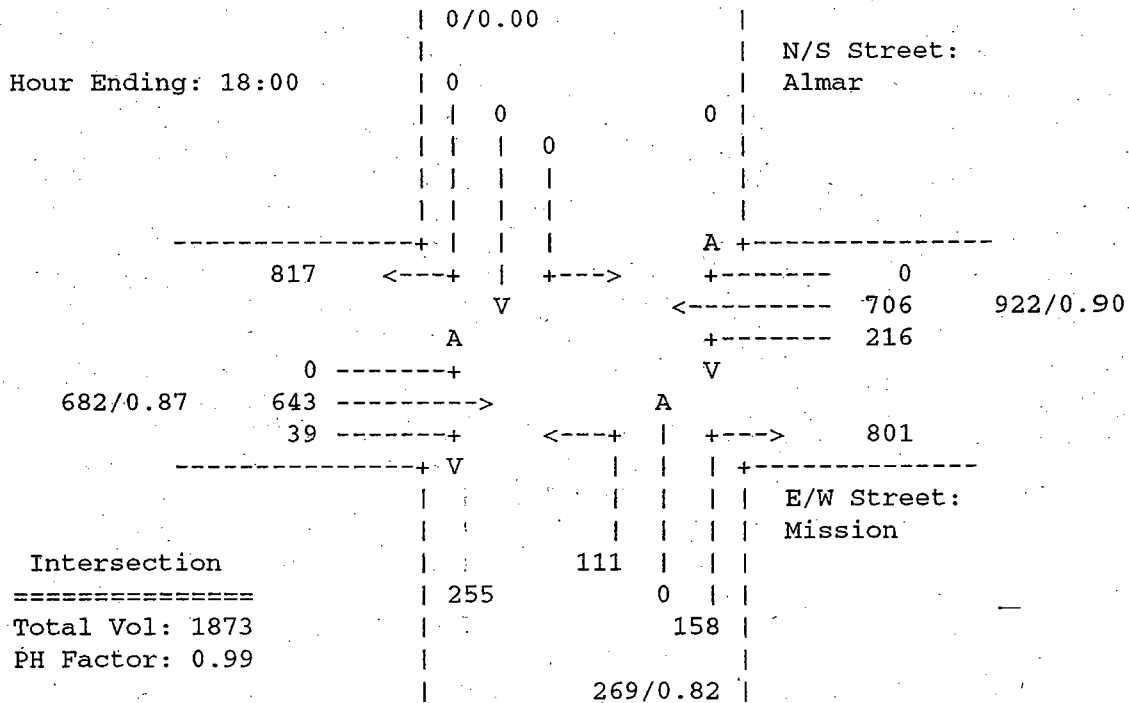 0/0.00
N/S Street:
Hour Ending: 18:00 0 Almar
0 0
0
A
817 <---+ | +---> +------- 0
V <--------- 706 922/0.90
A +------- 216
0 -------+ V
682/0.87 643 ---------> A
39 -------+ <---+ | +---> 801
V
E/W Street:
Mission
Intersection 111
=============== 255 0
Total Vol: 1873 158
PH Factor: 0.99
269/0.82